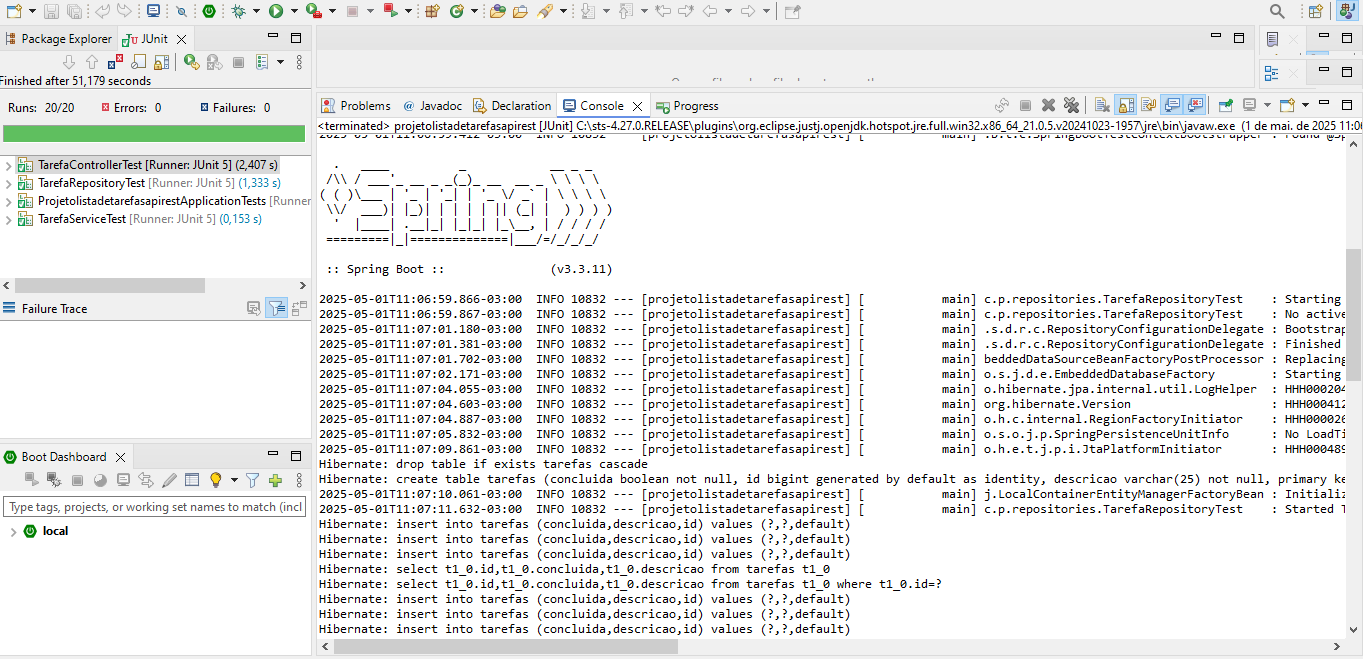 Package Explorer
JUnit
Finished after 51,179 seconds
Runs: 20/20
Errors: 0
Failures: 0
TarefaControllerTest [Runner: JUnit 5] (2,407 s)
TarefaRepositoryTest [Runner: JUnit 5] (1,333 s)
ProjetolistadetarefasapirestApplicationTests [Runner
TarefaServiceTest [Runner: JUnit 5] (0,153 s)
Failure Trace
Boot Dashboard
Type tags, projects, or working set names to match (incl
local
Problems
@ Javadoc
Declaration
Console
Progress
<terminated> projetolistadetarefasapirest [JUnit] C:\sts-4.27.0.RELEASE\plugins\org.eclipse.justj.openjdk.hotspot.jre.full.win32.x86_64_21.0.5.v20241023-1957\jre\bin\javaw.exe (1 de mai. de 2025 11:06
:: Spring Boot :: (v3.3.11)
2025-05-01T11:06:59.866-03:00  INFO 10832 --- [projetolistadetarefasapirest] [           main] c.p.repositories.TarefaRepositoryTest    : Starting
2025-05-01T11:06:59.867-03:00  INFO 10832 --- [projetolistadetarefasapirest] [           main] c.p.repositories.TarefaRepositoryTest    : No active
2025-05-01T11:07:01.180-03:00  INFO 10832 --- [projetolistadetarefasapirest] [           main] .s.d.r.c.RepositoryConfigurationDelegate : Bootstrap
2025-05-01T11:07:01.381-03:00  INFO 10832 --- [projetolistadetarefasapirest] [           main] .s.d.r.c.RepositoryConfigurationDelegate : Finished
2025-05-01T11:07:01.702-03:00  INFO 10832 --- [projetolistadetarefasapirest] [           main] beddedDataSourceBeanFactoryPostProcessor : Replacing
2025-05-01T11:07:02.171-03:00  INFO 10832 --- [projetolistadetarefasapirest] [           main] o.s.j.d.e.EmbeddedDatabaseFactory        : Starting
2025-05-01T11:07:04.055-03:00  INFO 10832 --- [projetolistadetarefasapirest] [           main] o.hibernate.jpa.internal.util.LogHelper  : HHH000204
2025-05-01T11:07:04.603-03:00  INFO 10832 --- [projetolistadetarefasapirest] [           main] org.hibernate.Version                    : HHH000412
2025-05-01T11:07:04.887-03:00  INFO 10832 --- [projetolistadetarefasapirest] [           main] o.h.c.internal.RegionFactoryInitiator    : HHH000026
2025-05-01T11:07:05.832-03:00  INFO 10832 --- [projetolistadetarefasapirest] [           main] o.s.o.j.p.SpringPersistenceUnitInfo      : No LoadTi
2025-05-01T11:07:09.861-03:00  INFO 10832 --- [projetolistadetarefasapirest] [           main] o.h.e.t.j.p.i.JtaPlatformInitiator       : HHH000489
Hibernate: drop table if exists tarefas cascade
Hibernate: create table tarefas (concluida boolean not null, id bigint generated by default as identity, descricao varchar(25) not null, primary ke
2025-05-01T11:07:10.061-03:00  INFO 10832 --- [projetolistadetarefasapirest] [           main] j.LocalContainerEntityManagerFactoryBean : Initializ
2025-05-01T11:07:11.632-03:00  INFO 10832 --- [projetolistadetarefasapirest] [           main] c.p.repositories.TarefaRepositoryTest    : Started T
Hibernate: insert into tarefas (concluida,descricao,id) values (?,?,default)
Hibernate: insert into tarefas (concluida,descricao,id) values (?,?,default)
Hibernate: insert into tarefas (concluida,descricao,id) values (?,?,default)
Hibernate: select t1_0.id,t1_0.concluida,t1_0.descricao from tarefas t1_0
Hibernate: select t1_0.id,t1_0.concluida,t1_0.descricao from tarefas t1_0 where t1_0.id=?
Hibernate: insert into tarefas (concluida,descricao,id) values (?,?,default)
Hibernate: insert into tarefas (concluida,descricao,id) values (?,?,default)
Hibernate: insert into tarefas (concluida,descricao,id) values (?,?,default)